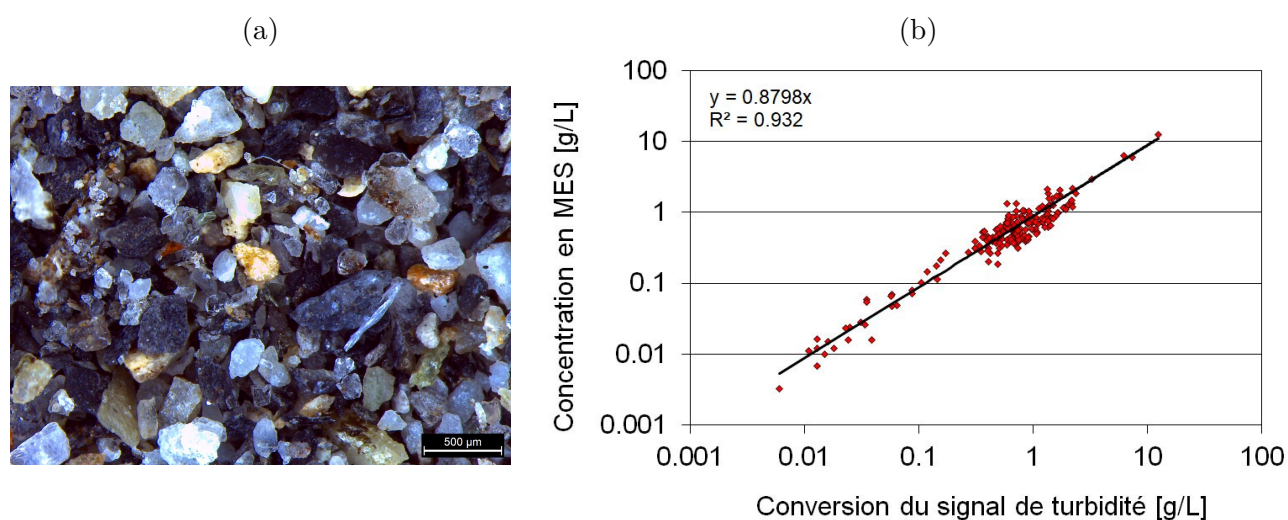 (a)
(b)
500 µm
y = 0.8798x
R² = 0.932
Concentration en MES [g/L]
100
10
1
0.1
0.01
0.001
0.001 0.01 0.1 1 10 100
Conversion du signal de turbidité [g/L]